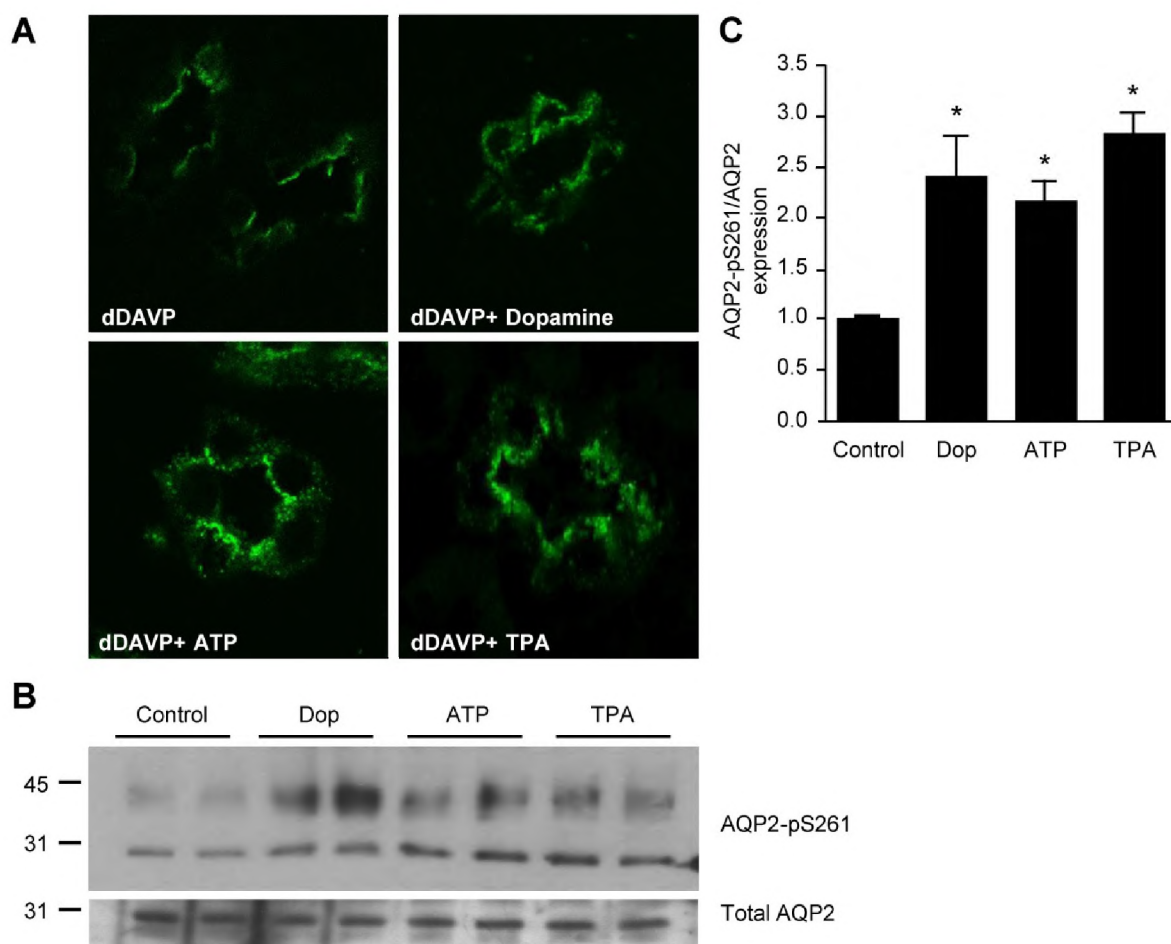 A
dDAVP
dDAVP+ Dopamine
dDAVP+ ATP
dDAVP+ TPA
C
AQP2-pS261/AQP2
expression
3.5
3.0
2.5
2.0
1.5
1.0
0.5
0.0
*
*
*
Control Dop ATP TPA
B
Control Dop ATP TPA
45
31
AQP2-pS261
31
Total AQP2